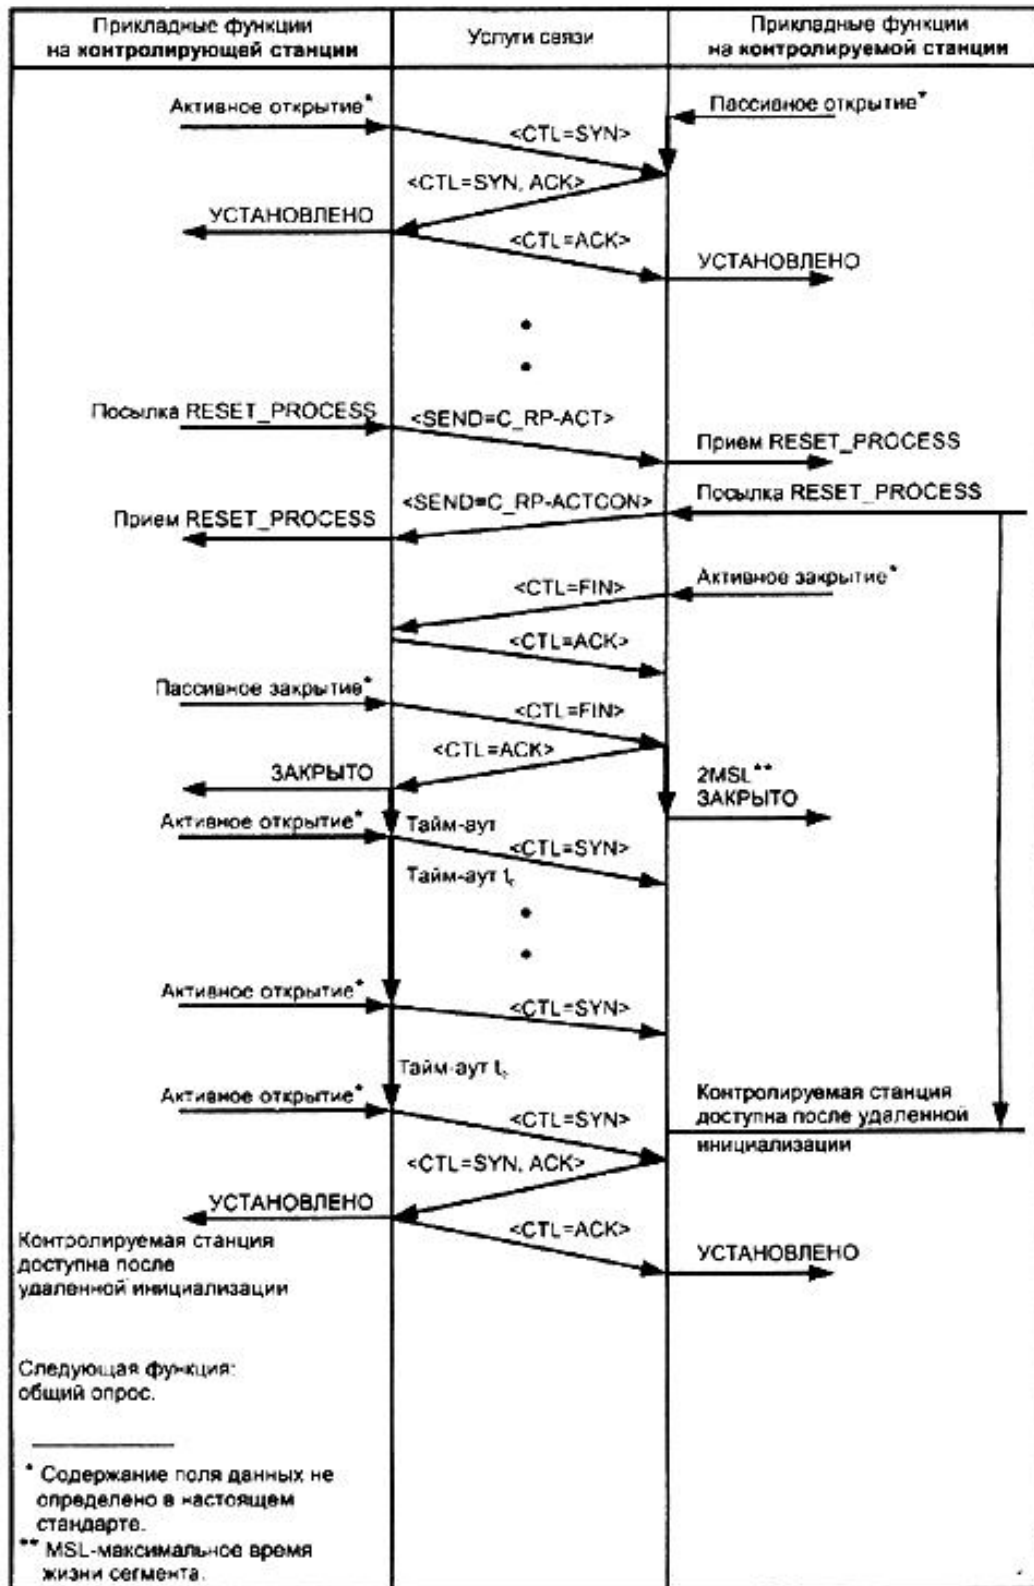 Прикладные функции
на контролирующей станции
Услуги связи
Прикладные функции
на контролируемой станции
Активное открытие*
Пассивное открытие*
<CTL=SYN>
<CTL=SYN, ACK>
УСТАНОВЛЕНО
<CTL=ACK>
УСТАНОВЛЕНО
Посылка RESET_PROCESS
<SEND=C_RP-ACT>
Прием RESET_PROCESS
Посылка RESET_PROCESS
<SEND=C_RP-ACTCON>
Прием RESET_PROCESS
Активное закрытие*
<CTL=FIN>
<CTL=ACK>
Пассивное закрытие*
<CTL=FIN>
<CTL=ACK>
ЗАКРЫТО
2MSL**
ЗАКРЫТО
Активное открытие*
Тайм-аут
<CTL=SYN>
Тайм-аут
Активное открытие*
<CTL=SYN>
Тайм-аут
Активное открытие*
<CTL=SYN>
Контролируемая станция
доступна после удаленной
инициализации
<CTL=SYN, ACK>
УСТАНОВЛЕНО
<CTL=ACK>
УСТАНОВЛЕНО
Контролируемая станция
доступна после
удаленной инициализации
Следующая функция:
общий опрос.
* Содержание поля данных не
определено в настоящем
стандарте.
** MSL-максимальное время
жизни сегмента.